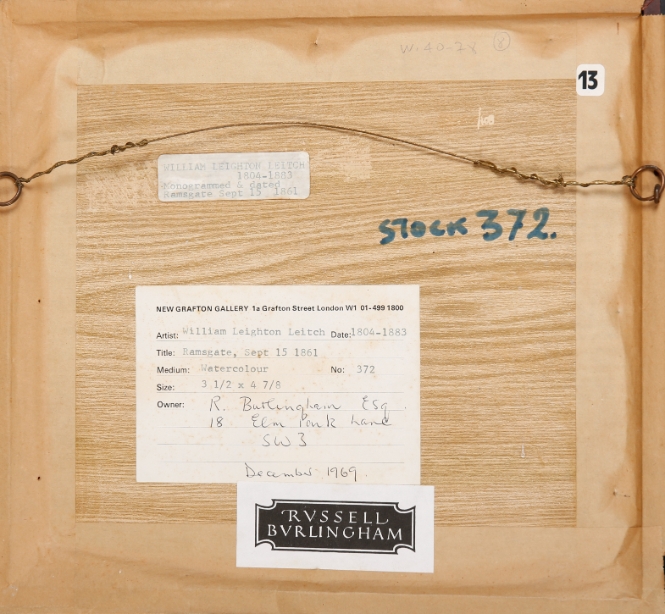 W-40-78 8
13
108
WILLIAM LEIGHTON LEITCH
1804-1883
Monogrammed & dated
Ramsgate Sept 15 1861
STOCK 372.
NEW GRAFTON GALLERY 1a Grafton Street London W1 01-499 1800
Artist: William Leighton Leitch Date: 1804-1883
Title: Ramsgate, Sept 15 1861
Medium: Watercolour No: 372
Size: 3 1/2 x 4 7/8
Owner: R. Burlingham Esq
18 Elm Park Lane
SW3
December 1969.
RVSSELL
BVRLINGHAM